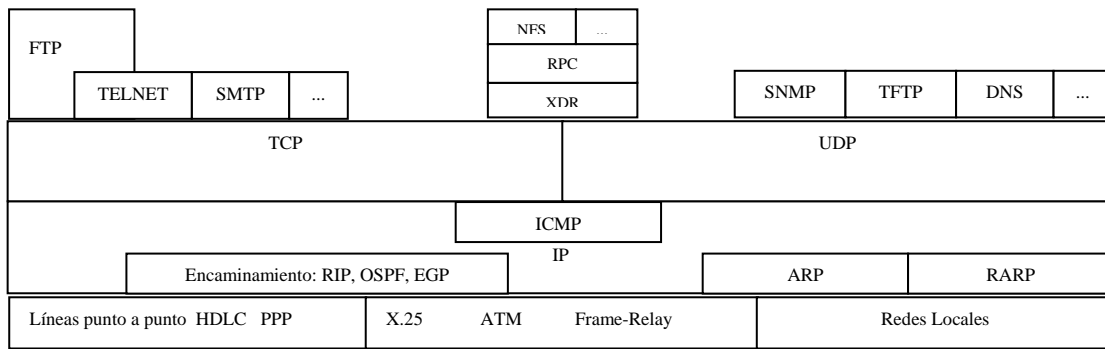 NFS ...
FTP
RPC
TELNET SMTP ...
XDR
SNMP TFTP DNS ...
TCP UDP
ICMP
IP
Encaminamiento: RIP, OSPF, EGP
ARP RARP
Líneas punto a punto HDLC PPP
X.25 ATM Frame-Relay
Redes Locales